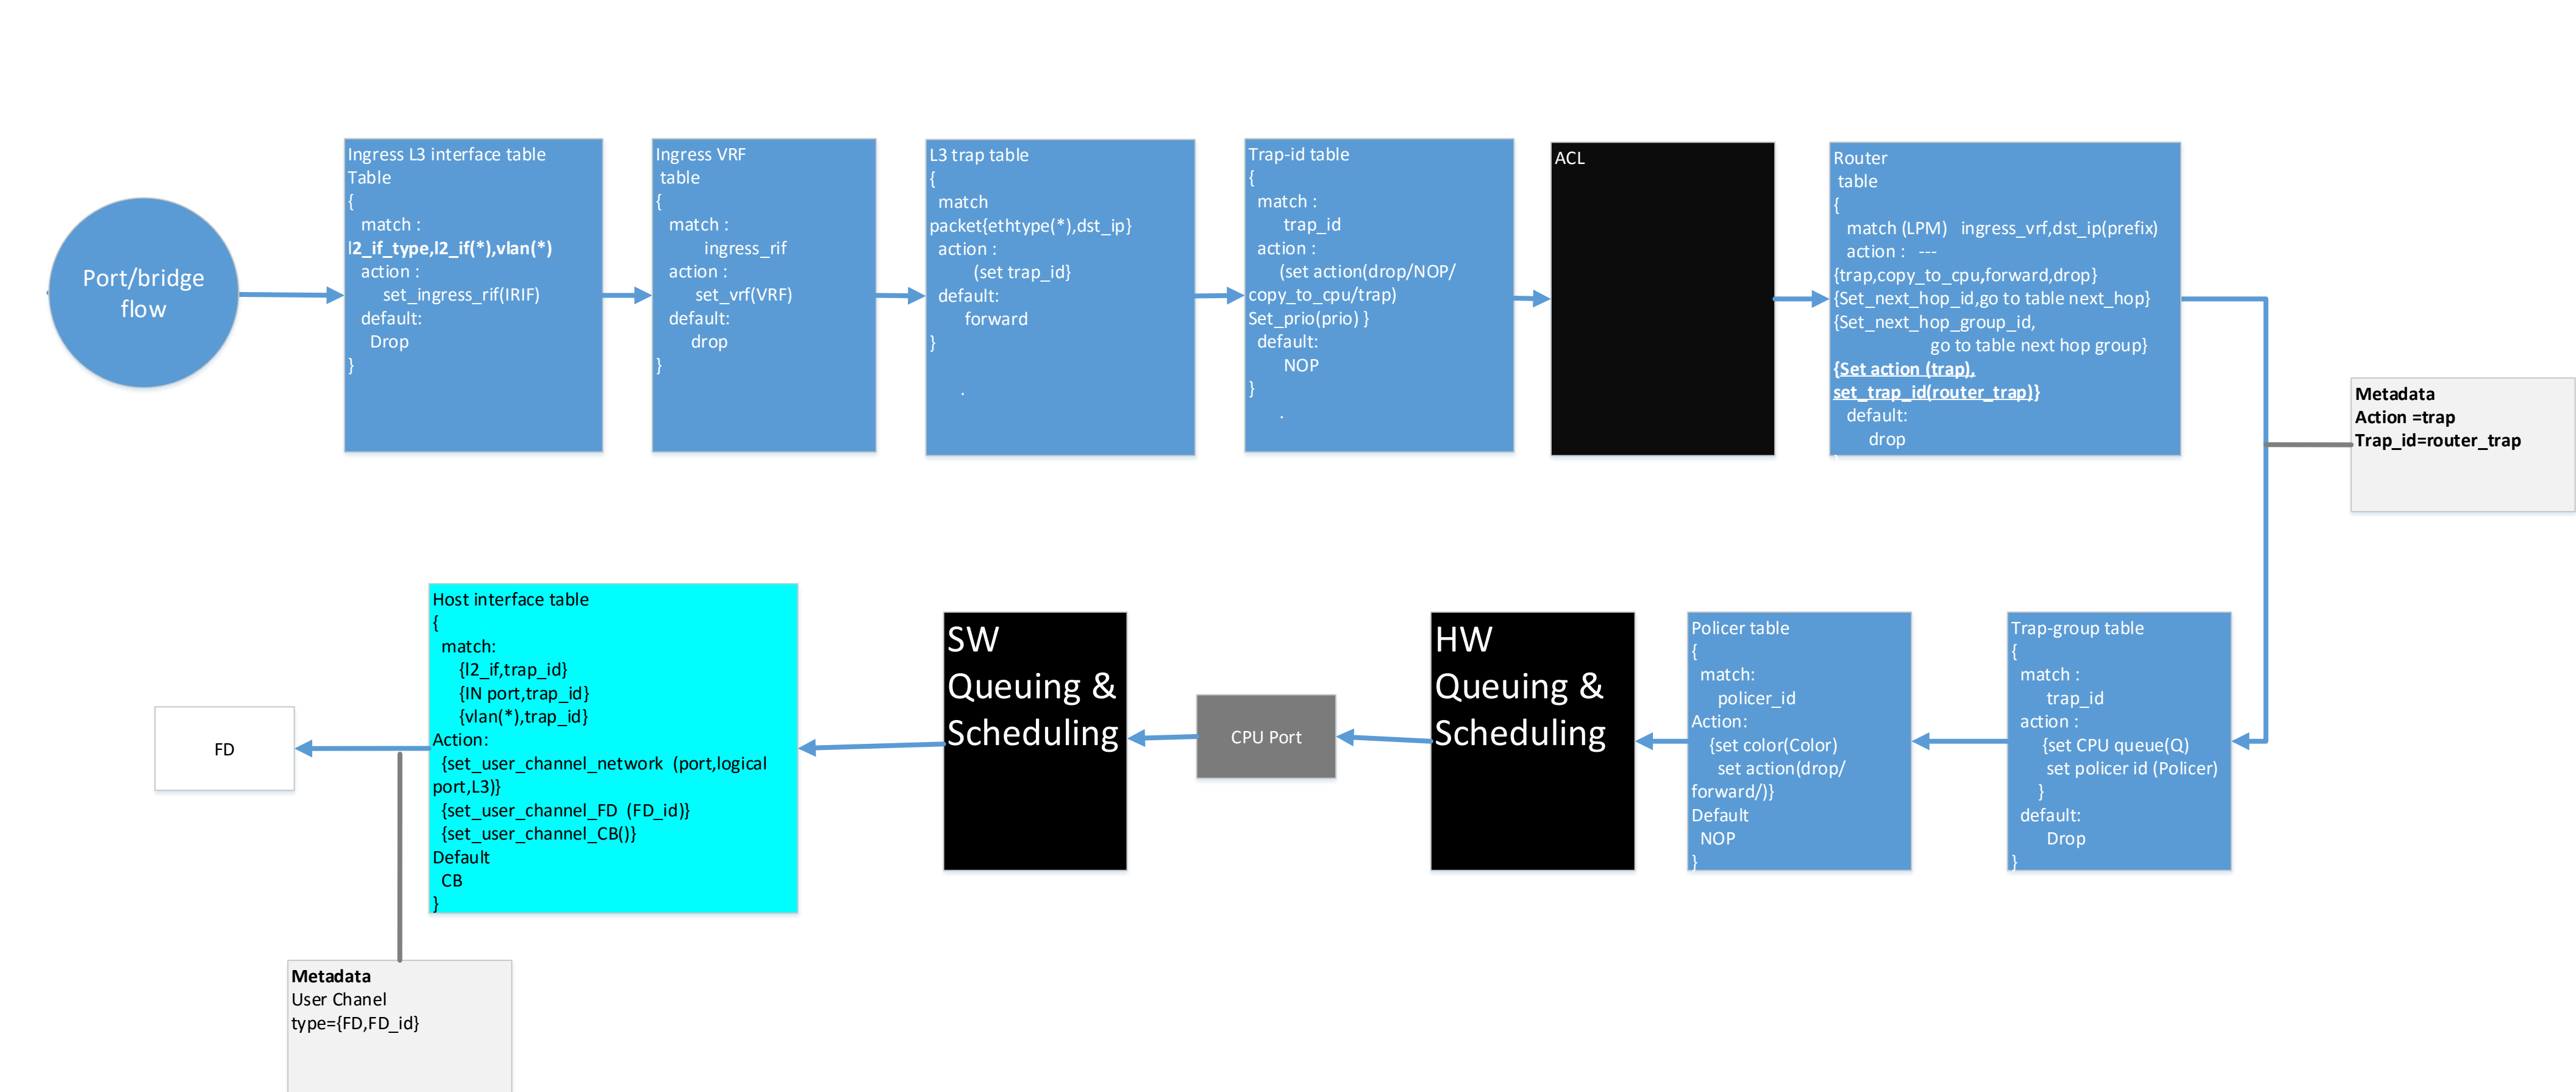 Port/bridge
flow
Ingress L3 interface table
Table
{
match :
l2_if_type,l2_if(*),vlan(*)
action :
set_ingress_rif(IRIF)
default:
Drop
}
Ingress VRF
table
{
match :
ingress_rif
action :
set_vrf(VRF)
default:
drop
}
L3 trap table
{
match
packet{ethtype(*),dst_ip}
action :
(set trap_id}
default:
forward
}
.
Trap-id table
{
match :
trap_id
action :
(set action(drop/NOP/
copy_to_cpu/trap)
Set_prio(prio) }
default:
NOP
}
.
ACL
Router
table
{
match (LPM) ingress_vrf,dst_ip(prefix)
action : ---
{trap,copy_to_cpu,forward,drop}
{Set_next_hop_id,go to table next_hop}
{Set_next_hop_group_id,
go to table next hop group}
{Set action (trap),
set_trap_id(router_trap)}
default:
drop
Metadata
Action =trap
Trap_id=router_trap
Trap-group table
{
match :
trap_id
action :
{set CPU queue(Q)
set policer id (Policer)
}
default:
Drop
}
Policer table
{
match:
policer_id
Action:
{set color(Color)
set action(drop/
forward/)}
Default
NOP
}
HW
Queuing &
Scheduling
CPU Port
SW
Queuing &
Scheduling
Host interface table
{
match:
{l2_if,trap_id}
{IN port,trap_id}
{vlan(*),trap_id}
Action:
{set_user_channel_network (port,logical
port,L3)}
{set_user_channel_FD (FD_id)}
{set_user_channel_CB()}
Default
CB
}
FD
Metadata
User Chanel
type={FD,FD_id}